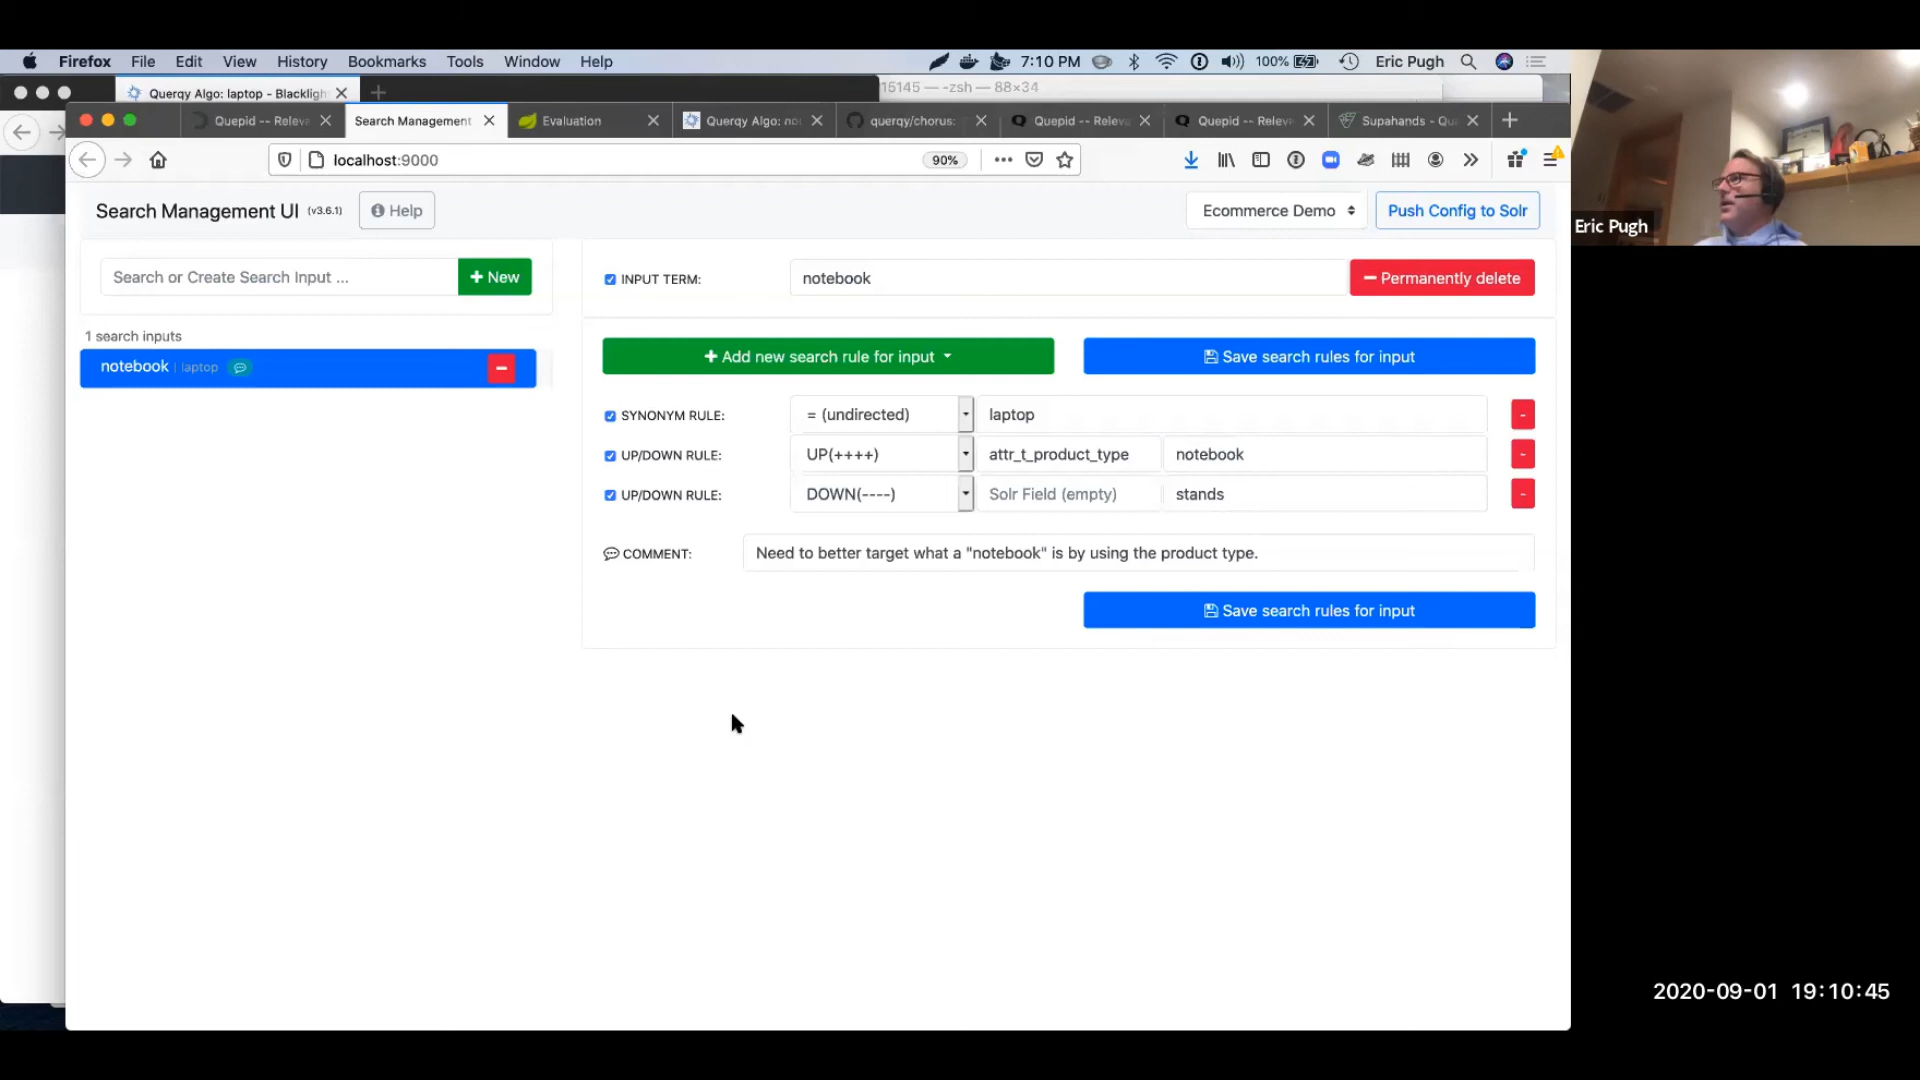 Firefox File Edit View History Bookmarks Tools Window Help 7:10 PM 100% Eric Pugh
Querqy Algo: laptop - Blackligh
15145 — -zsh — 88×34
Quepid -- Releva
Search Management
Evaluation
Querqy Algo: no
querqy/chorus:
Quepid -- Releva
Quepid -- Releva
Supahands - Qu
localhost:9000
90%
Eric Pugh
Search Management UI (v3.6.1) Help
Ecommerce Demo
Push Config to Solr
Search or Create Search Input ...
New
INPUT TERM: notebook
Permanently delete
1 search inputs
notebook | laptop
Add new search rule for input
Save search rules for input
SYNONYM RULE: = (undirected) laptop
UP/DOWN RULE: UP(++++) attr_t_product_type notebook
UP/DOWN RULE: DOWN(----) Solr Field (empty) stands
COMMENT: Need to better target what a "notebook" is by using the product type.
Save search rules for input
2020-09-01 19:10:45